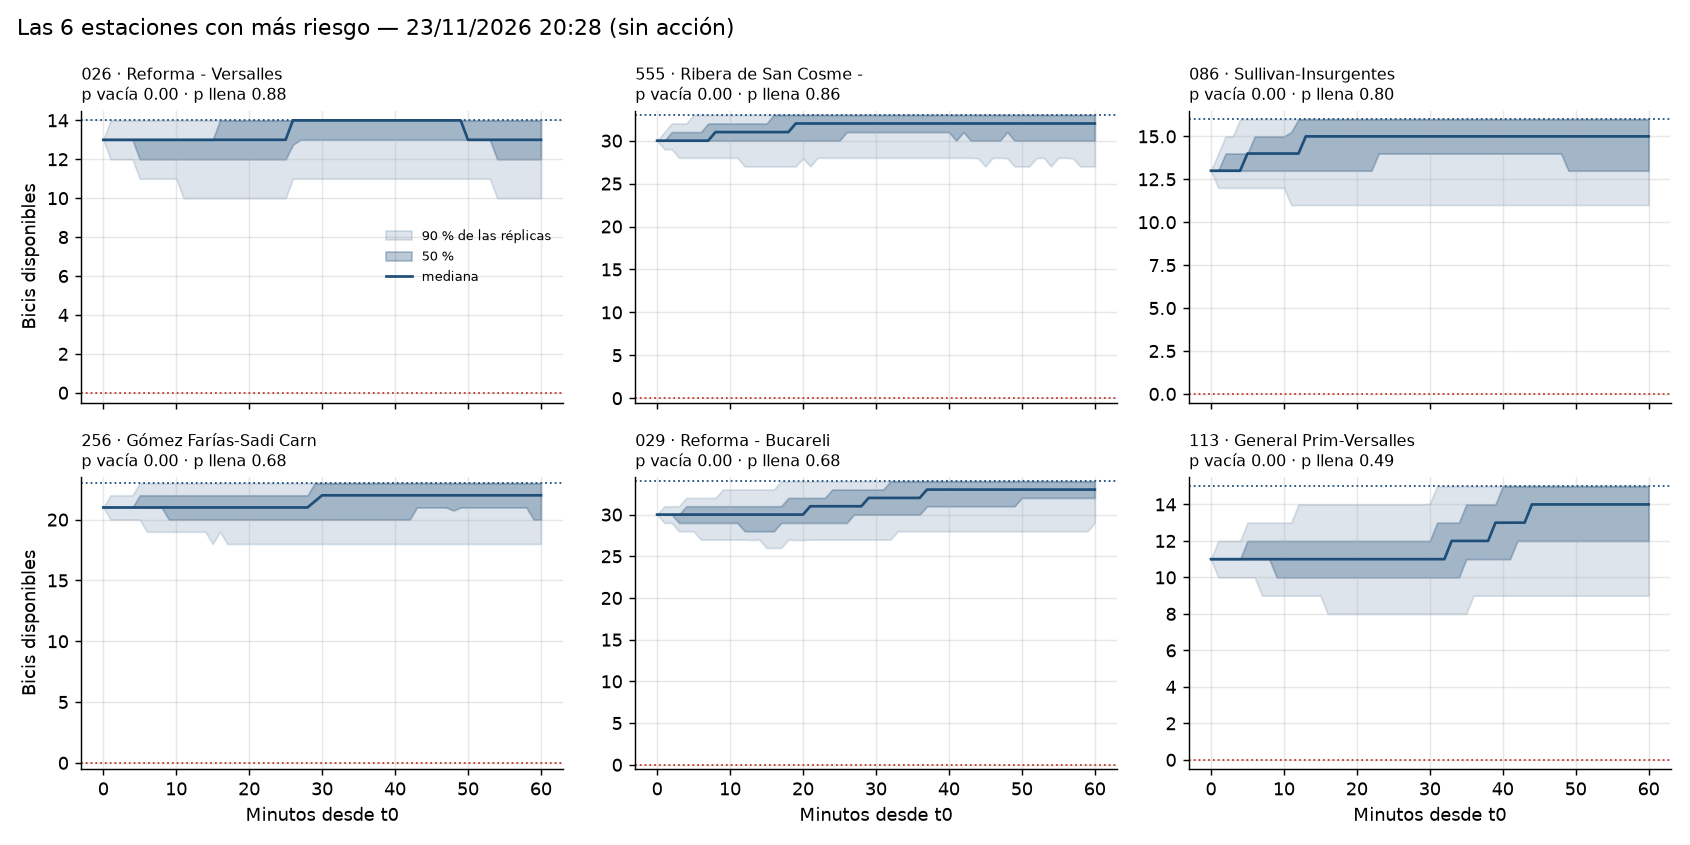 Las 6 estaciones con más riesgo — 23/11/2026 20:28 (sin acción)
026 · Reforma - Versalles
p vacía 0.00 · p llena 0.88
14
12
10
8
6
4
2
0
Bicis disponibles
90 % de las réplicas
50 %
mediana
555 · Ribera de San Cosme -
p vacía 0.00 · p llena 0.86
30
25
20
15
10
5
0
086 · Sullivan-Insurgentes
p vacía 0.00 · p llena 0.80
15.0
12.5
10.0
7.5
5.0
2.5
0.0
256 · Gómez Farías-Sadi Carn
p vacía 0.00 · p llena 0.68
20
15
10
5
0
Bicis disponibles
0 10 20 30 40 50 60
Minutos desde t0
029 · Reforma - Bucareli
p vacía 0.00 · p llena 0.68
30
25
20
15
10
5
0
0 10 20 30 40 50 60
Minutos desde t0
113 · General Prim-Versalles
p vacía 0.00 · p llena 0.49
14
12
10
8
6
4
2
0
0 10 20 30 40 50 60
Minutos desde t0